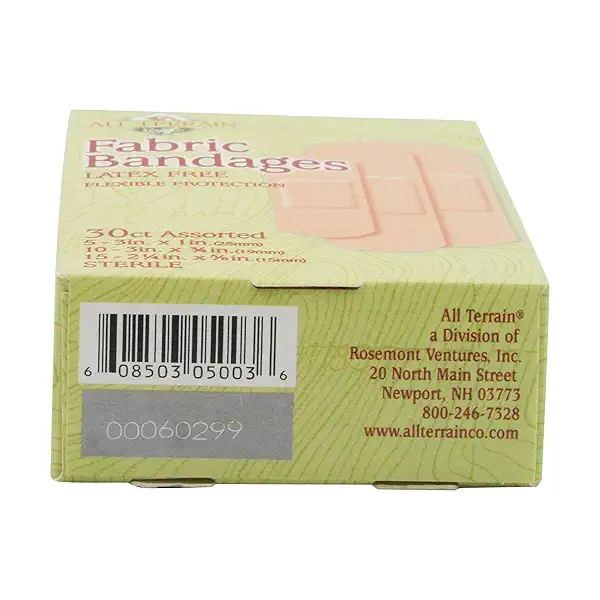 ALL TERRAIN
Fabric
Bandages
LATEX FREE
FLEXIBLE PROTECTION
30ct Assorted
5 - 3in. x 1in. (25mm)
10 - 3in. x ¾in. (19mm)
15 - 2¼in. x ⅝in. (15mm)
STERILE
6 08503 05003 6
00060299
All Terrain®
a Division of
Rosemont Ventures, Inc.
20 North Main Street
Newport, NH 03773
800-246-7328
www.allterrainco.com